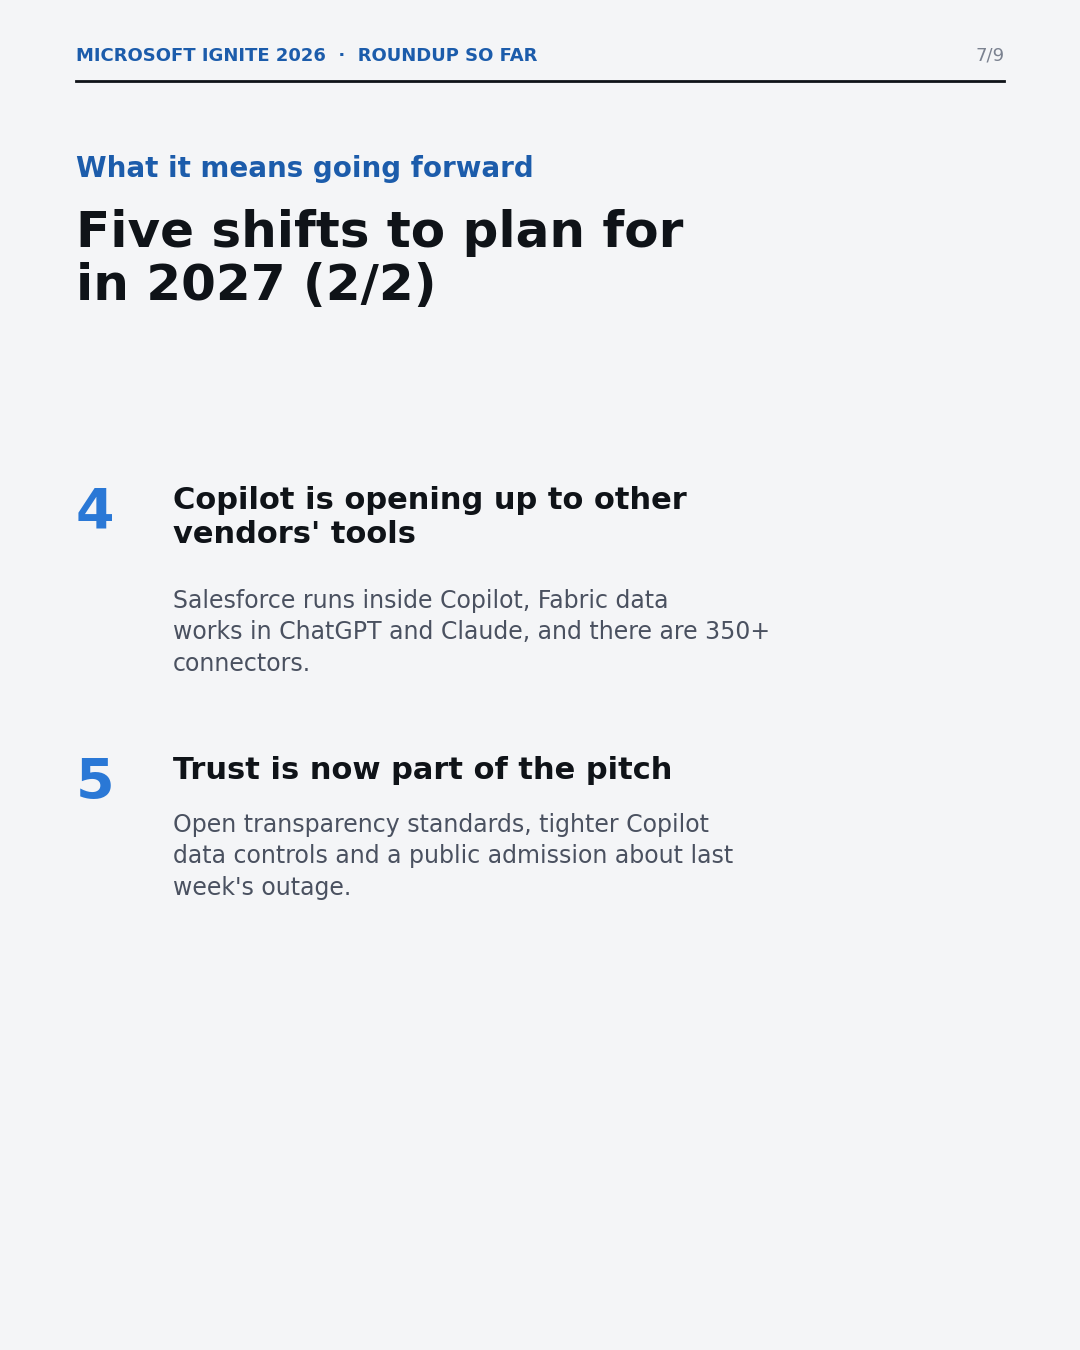 MICROSOFT IGNITE 2026 · ROUNDUP SO FAR
7/9
What it means going forward
Five shifts to plan for
in 2027 (2/2)
4
Copilot is opening up to other
vendors' tools
Salesforce runs inside Copilot, Fabric data
works in ChatGPT and Claude, and there are 350+
connectors.
5
Trust is now part of the pitch
Open transparency standards, tighter Copilot
data controls and a public admission about last
week's outage.